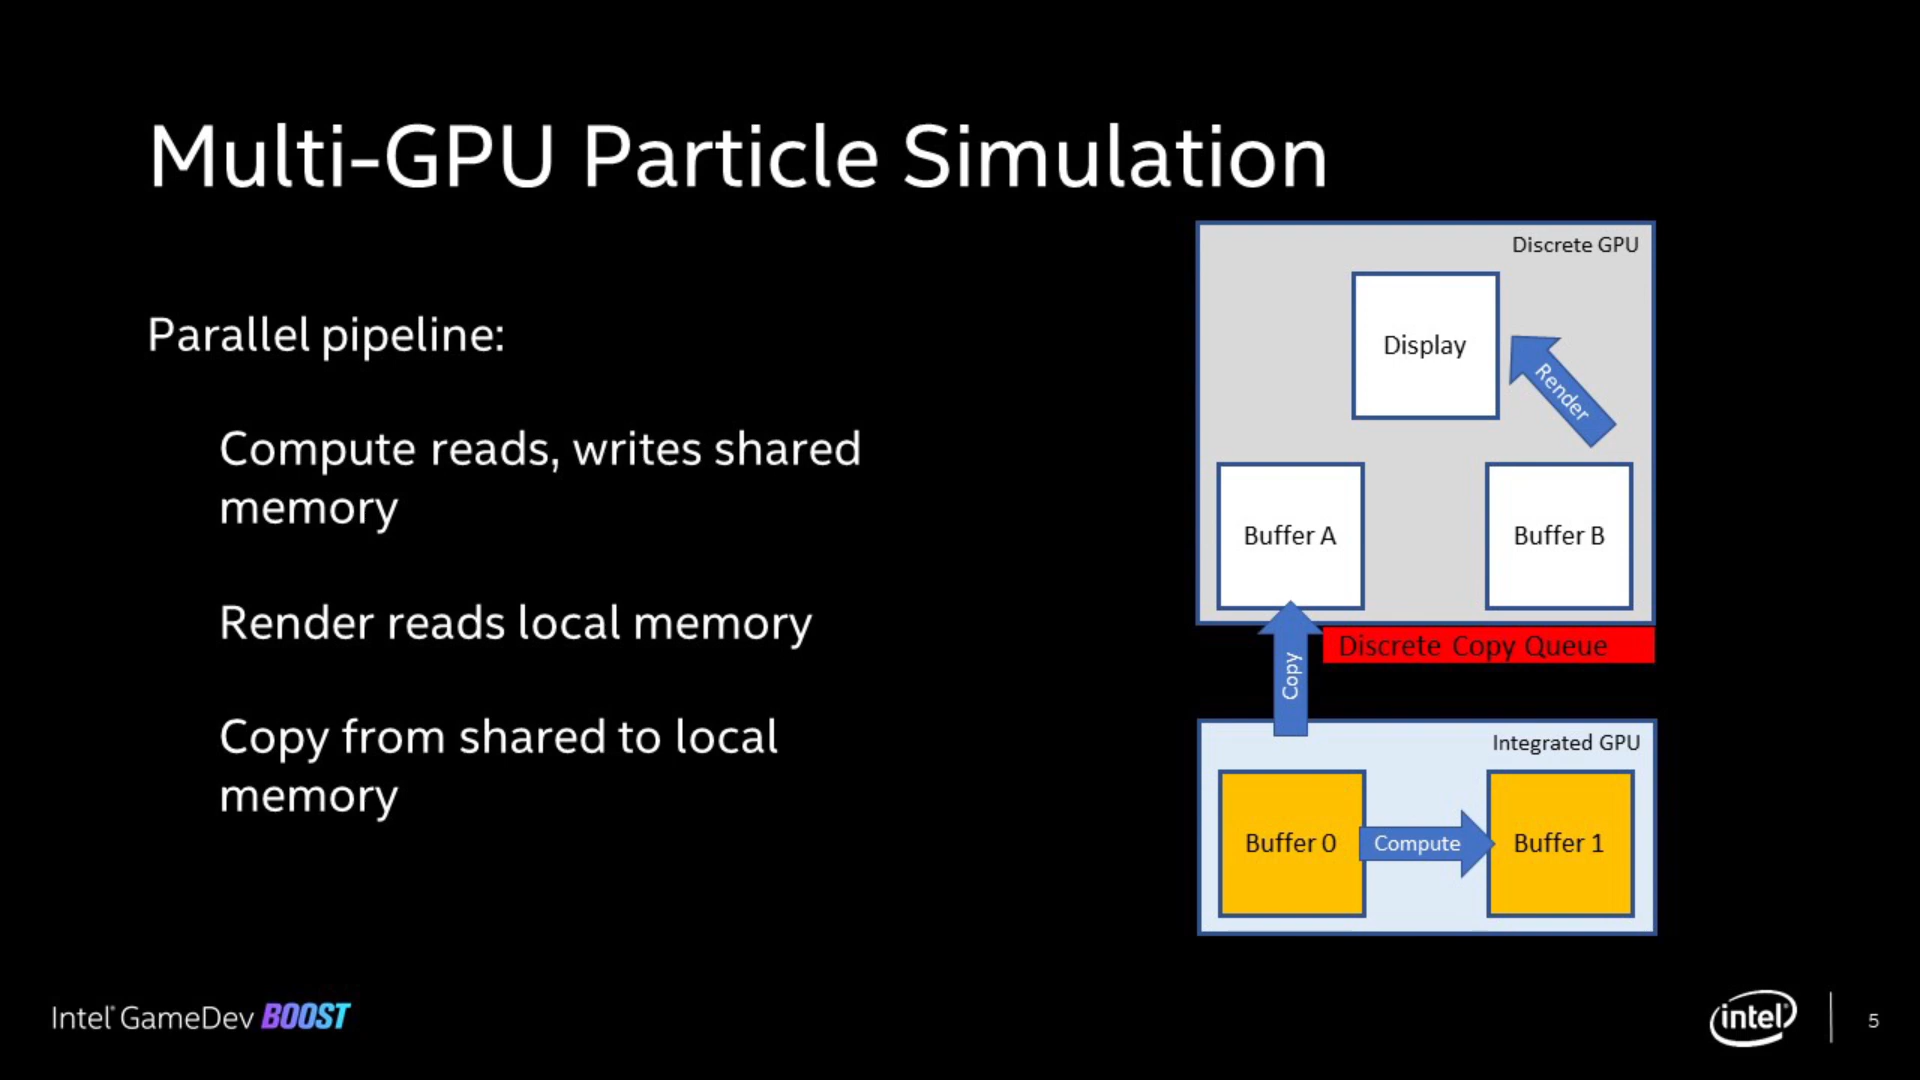 Multi-GPU Particle Simulation
Parallel pipeline:
Compute reads, writes shared
memory
Render reads local memory
Copy from shared to local
memory
Discrete GPU
Display
Render
Buffer A
Buffer B
Discrete Copy Queue
Copy
Integrated GPU
Buffer 0
Compute
Buffer 1
Intel® GameDev BOOST
intel
5